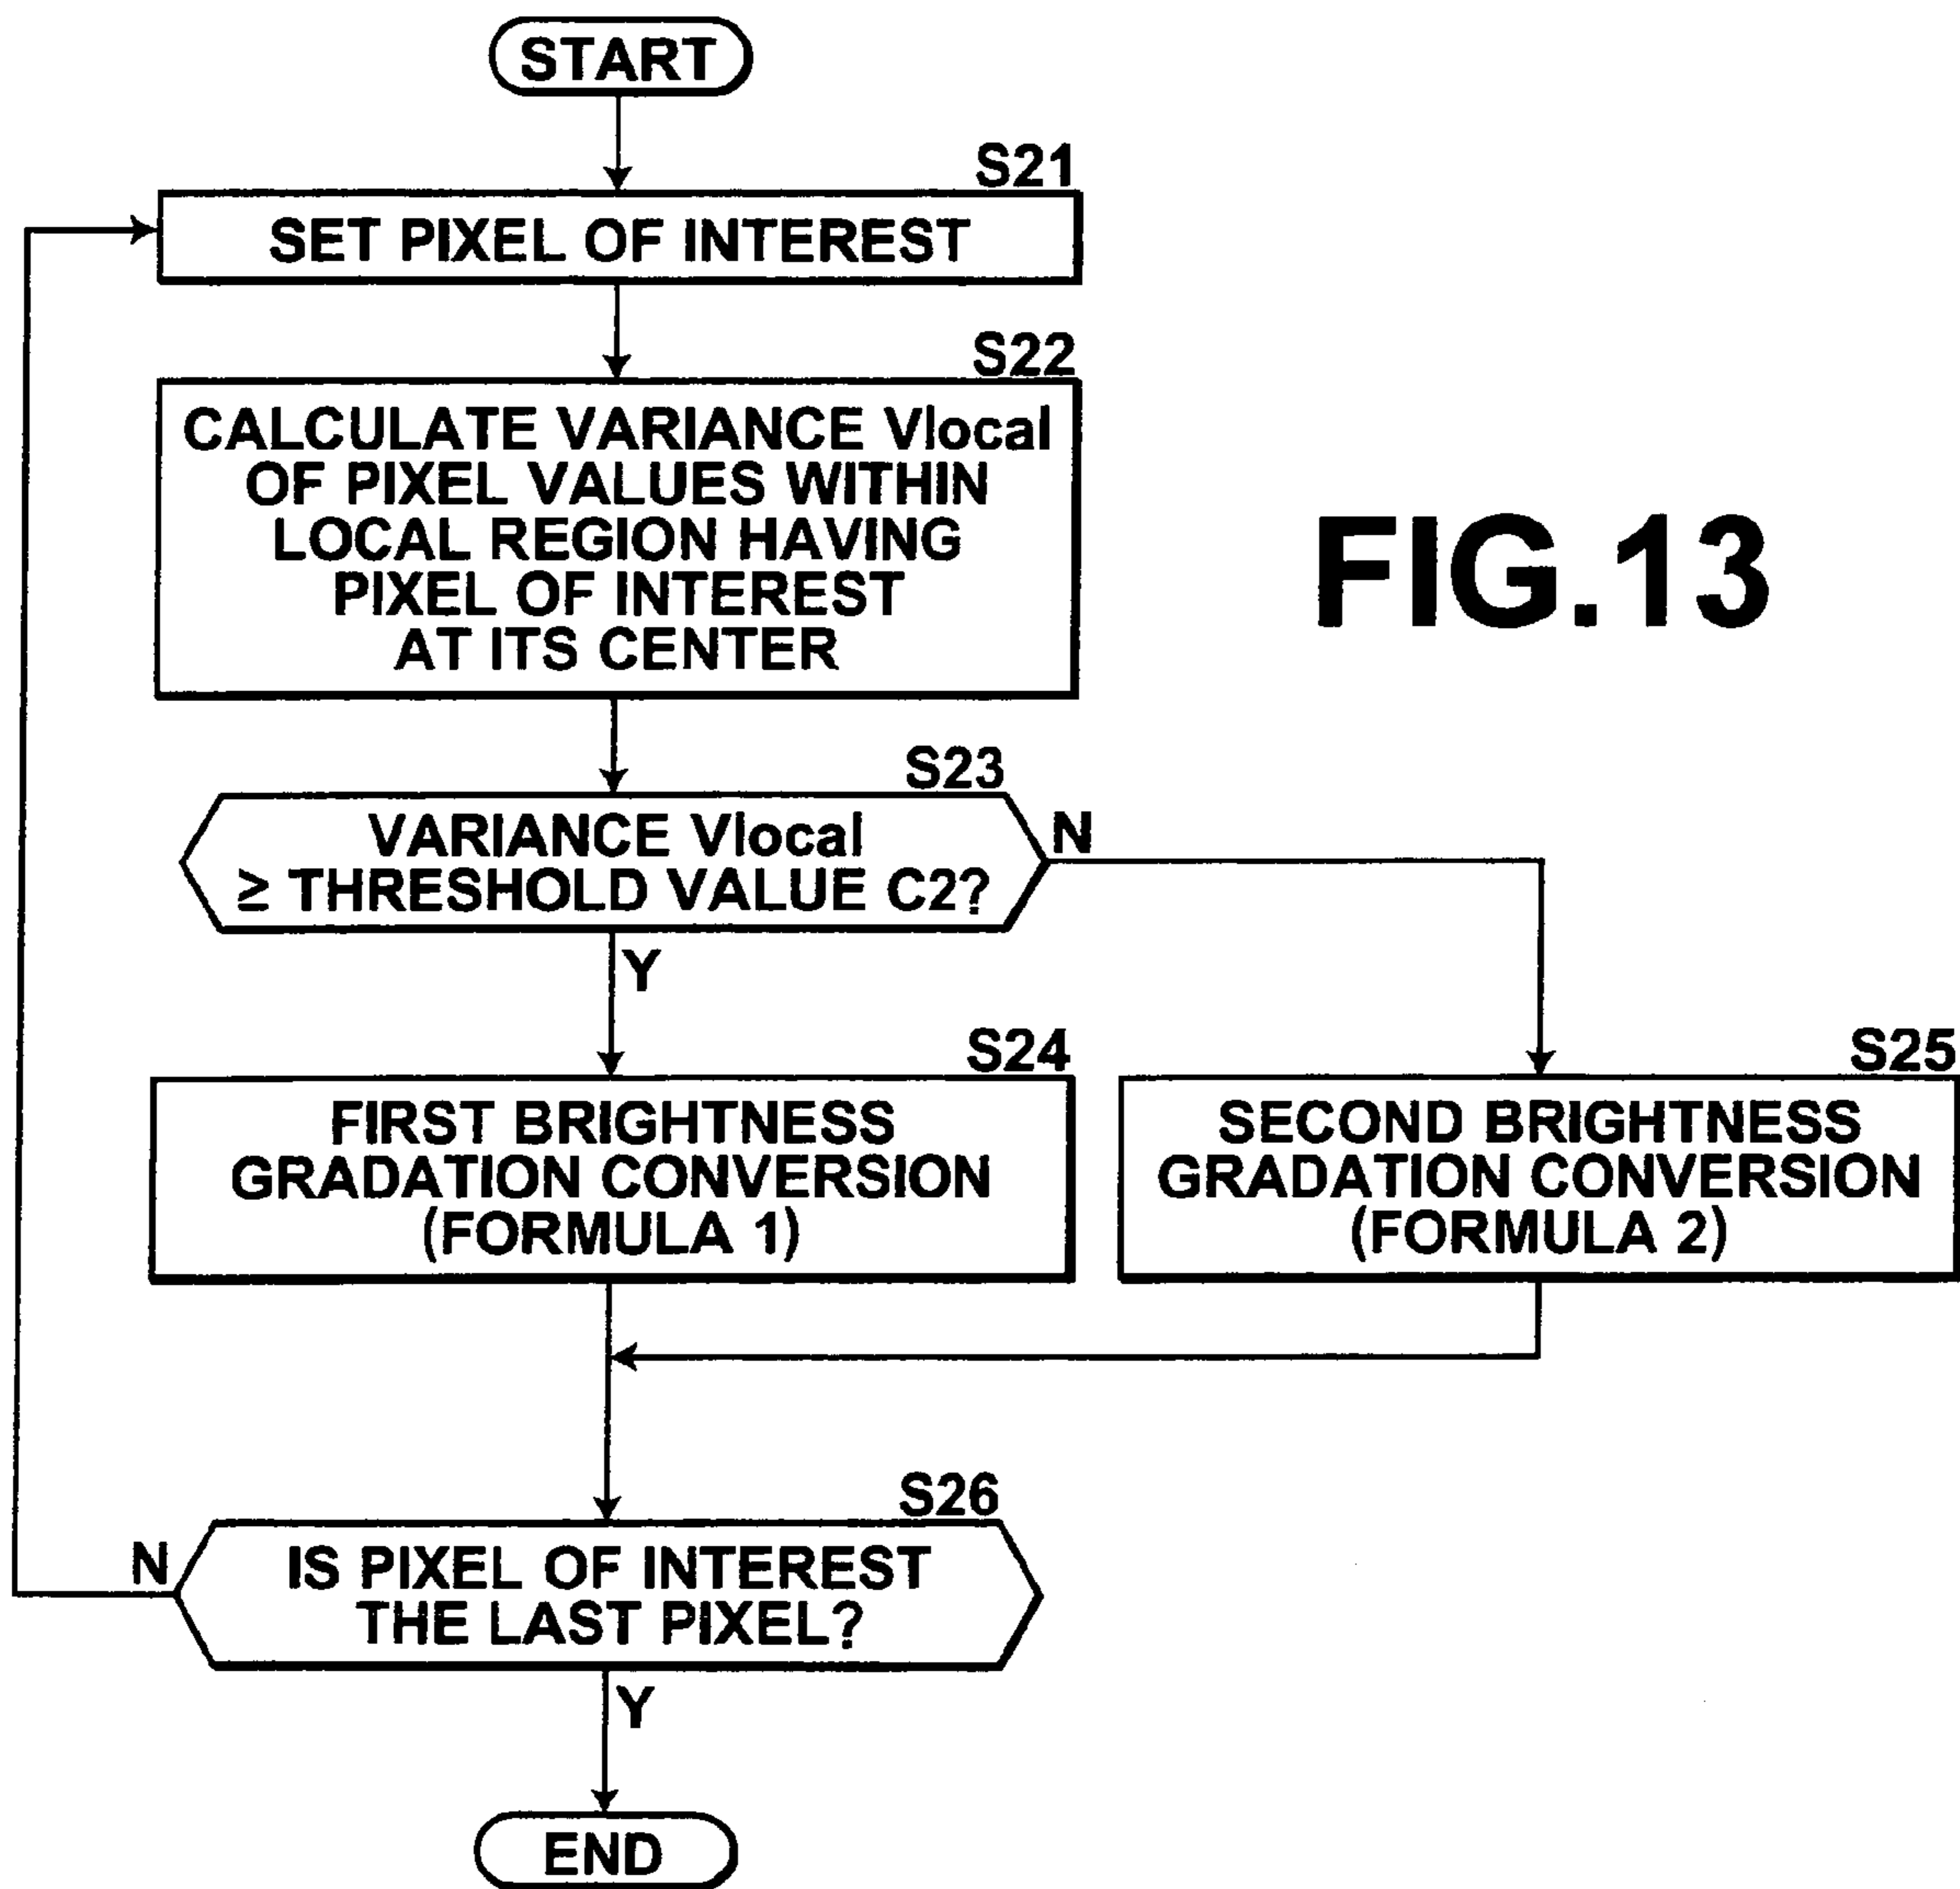 START
S21
SET PIXEL OF INTEREST
S22
CALCULATE VARIANCE Vlocal
OF PIXEL VALUES WITHIN
LOCAL REGION HAVING
PIXEL OF INTEREST
AT ITS CENTER
FIG.13
S23
VARIANCE Vlocal
≥ THRESHOLD VALUE C2?
N
Y
S24
FIRST BRIGHTNESS
GRADATION CONVERSION
(FORMULA 1)
S25
SECOND BRIGHTNESS
GRADATION CONVERSION
(FORMULA 2)
S26
N
IS PIXEL OF INTEREST
THE LAST PIXEL?
Y
END